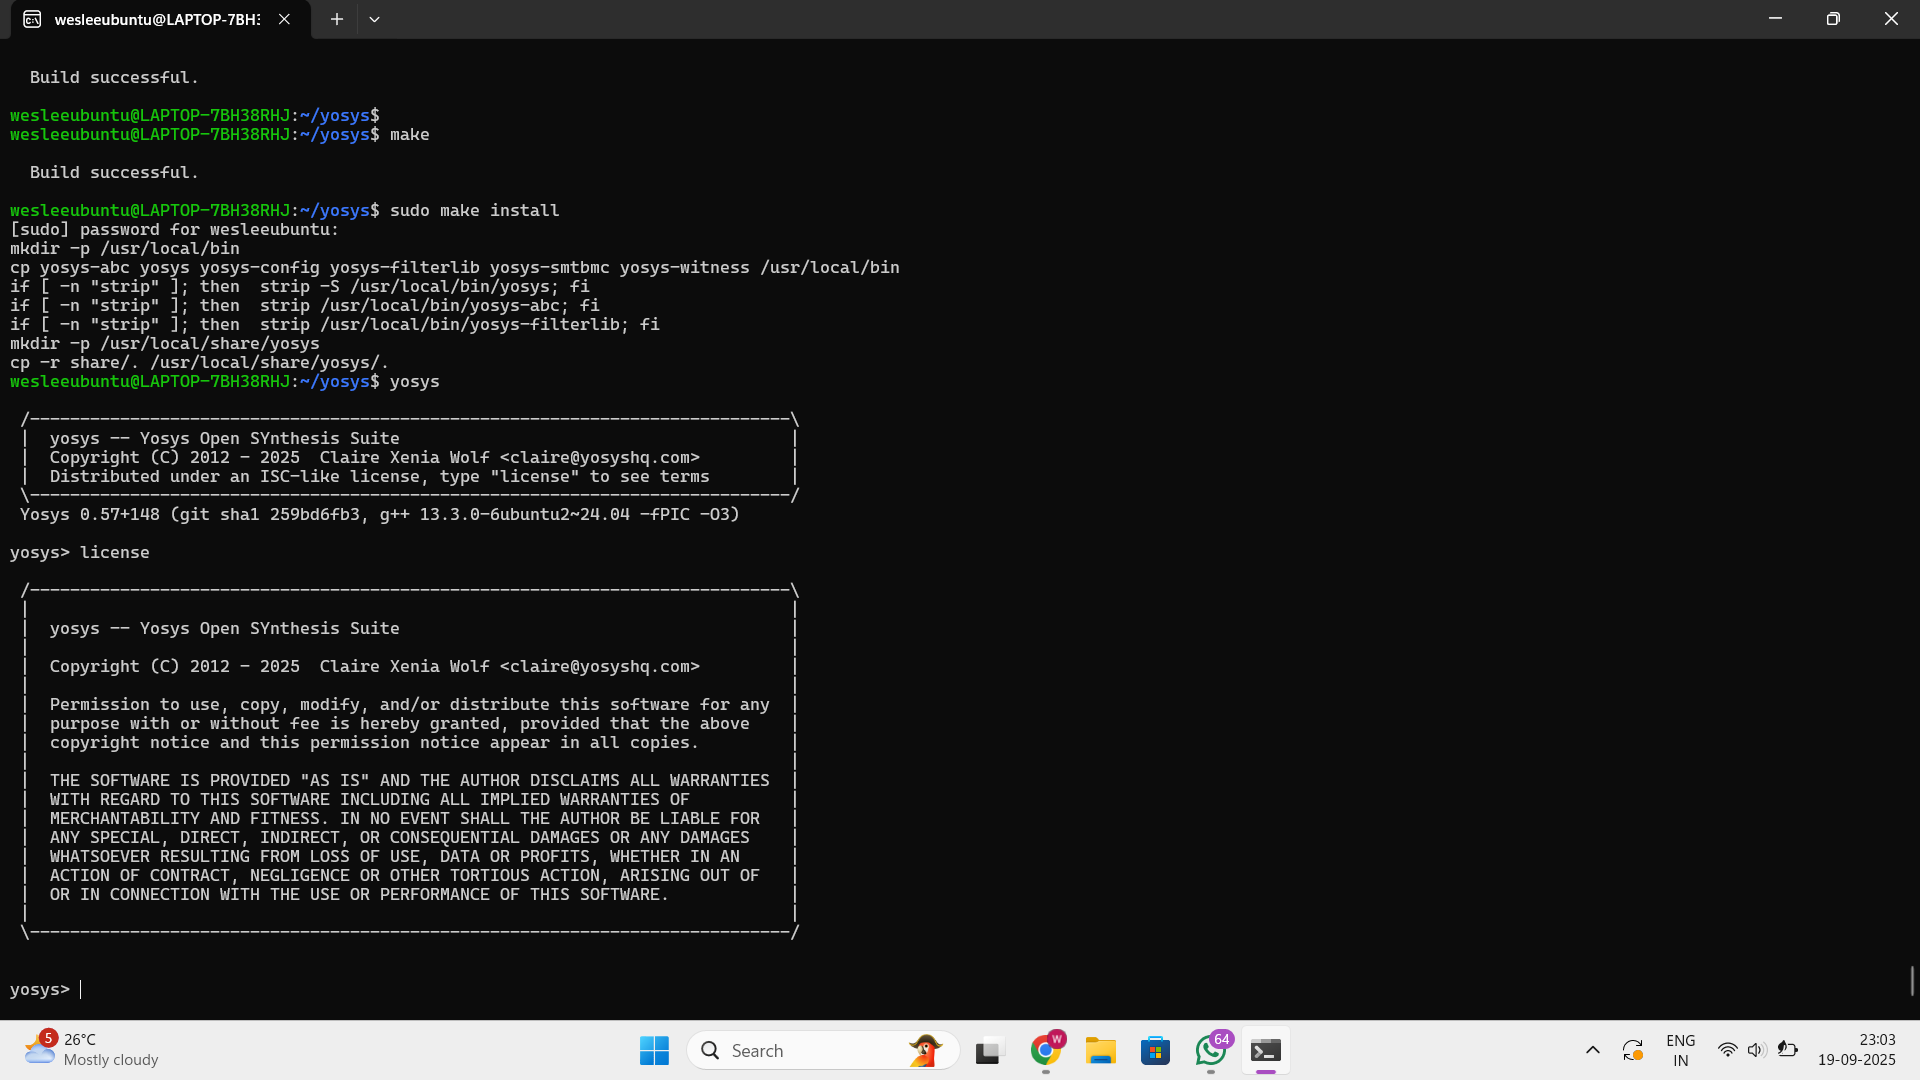 wesleeubuntu@LAPTOP-7BH3
Build successful.
wesleeubuntu@LAPTOP-7BH38RHJ:~/yosys$
wesleeubuntu@LAPTOP-7BH38RHJ:~/yosys$ make
Build successful.
wesleeubuntu@LAPTOP-7BH38RHJ:~/yosys$ sudo make install
[sudo] password for wesleeubuntu:
mkdir -p /usr/local/bin
cp yosys-abc yosys yosys-config yosys-filterlib yosys-smtbmc yosys-witness /usr/local/bin
if [ -n "strip" ]; then  strip -S /usr/local/bin/yosys; fi
if [ -n "strip" ]; then  strip /usr/local/bin/yosys-abc; fi
if [ -n "strip" ]; then  strip /usr/local/bin/yosys-filterlib; fi
mkdir -p /usr/local/share/yosys
cp -r share/. /usr/local/share/yosys/.
wesleeubuntu@LAPTOP-7BH38RHJ:~/yosys$ yosys
/----------------------------------------------------------------------------\
|  yosys -- Yosys Open SYnthesis Suite                                       |
|  Copyright (C) 2012 - 2025  Claire Xenia Wolf <claire@yosyshq.com>         |
|  Distributed under an ISC-like license, type "license" to see terms        |
\----------------------------------------------------------------------------/
Yosys 0.57+148 (git sha1 259bd6fb3, g++ 13.3.0-6ubuntu2~24.04 -fPIC -O3)
yosys> license
/----------------------------------------------------------------------------\
|                                                                            |
|  yosys -- Yosys Open SYnthesis Suite                                       |
|                                                                            |
|  Copyright (C) 2012 - 2025  Claire Xenia Wolf <claire@yosyshq.com>         |
|                                                                            |
|  Permission to use, copy, modify, and/or distribute this software for any  |
|  purpose with or without fee is hereby granted, provided that the above    |
|  copyright notice and this permission notice appear in all copies.         |
|                                                                            |
|  THE SOFTWARE IS PROVIDED "AS IS" AND THE AUTHOR DISCLAIMS ALL WARRANTIES  |
|  WITH REGARD TO THIS SOFTWARE INCLUDING ALL IMPLIED WARRANTIES OF          |
|  MERCHANTABILITY AND FITNESS. IN NO EVENT SHALL THE AUTHOR BE LIABLE FOR   |
|  ANY SPECIAL, DIRECT, INDIRECT, OR CONSEQUENTIAL DAMAGES OR ANY DAMAGES    |
|  WHATSOEVER RESULTING FROM LOSS OF USE, DATA OR PROFITS, WHETHER IN AN     |
|  ACTION OF CONTRACT, NEGLIGENCE OR OTHER TORTIOUS ACTION, ARISING OUT OF   |
|  OR IN CONNECTION WITH THE USE OR PERFORMANCE OF THIS SOFTWARE.            |
|                                                                            |
\----------------------------------------------------------------------------/
yosys>
5
26°C
Mostly cloudy
Search
W
64
ENG
IN
23:03
19-09-2025